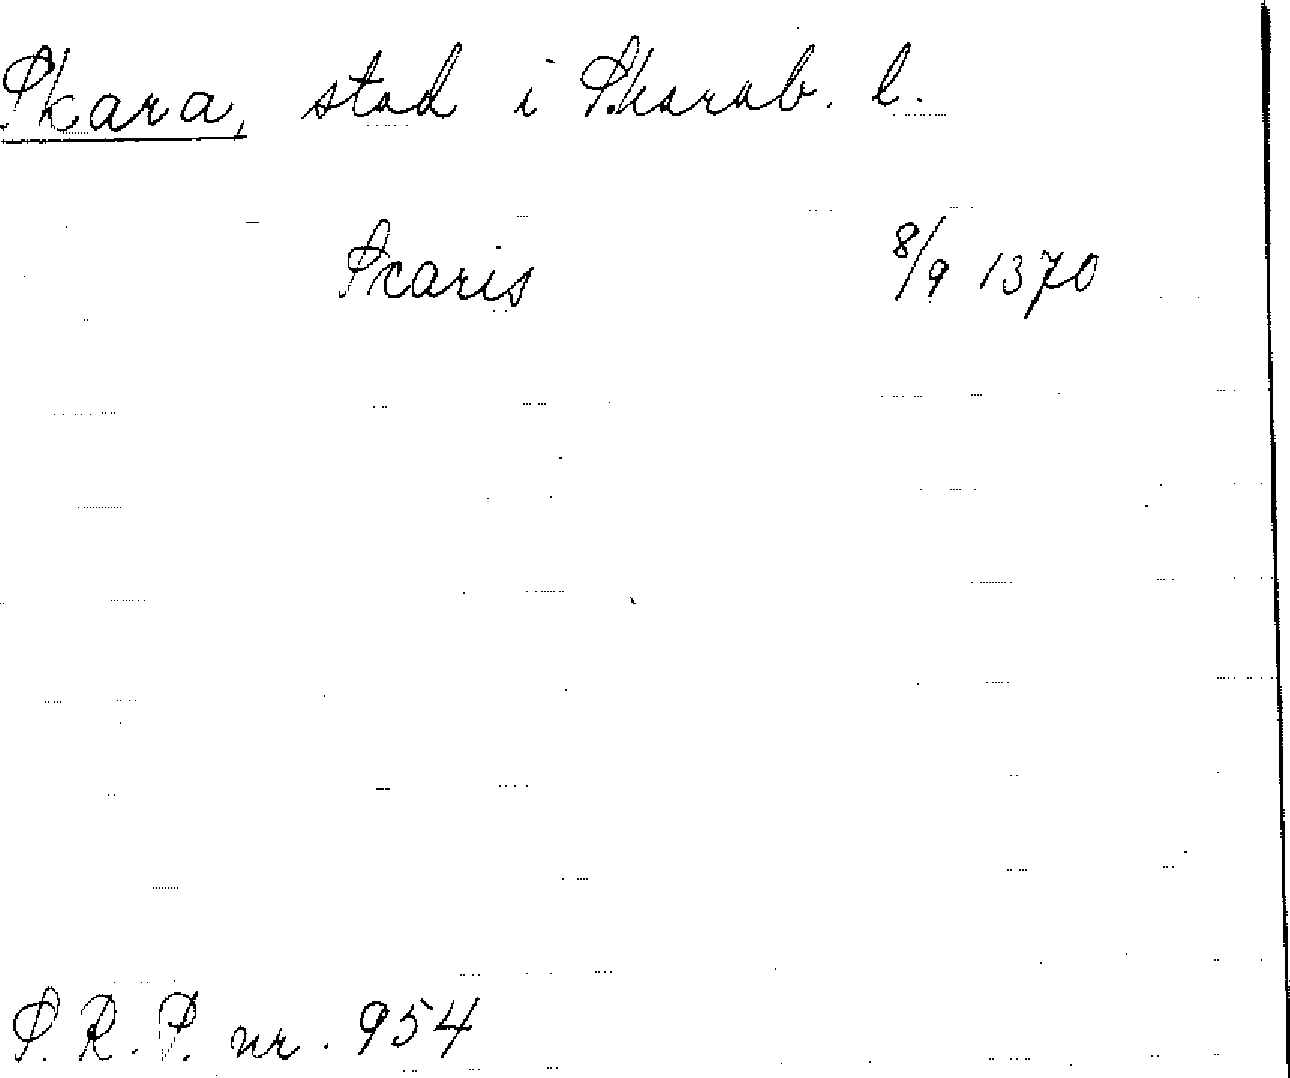 Skara, stad i Skarab. l.
Scaris 8/9 1370
S. R. P. nr. 954